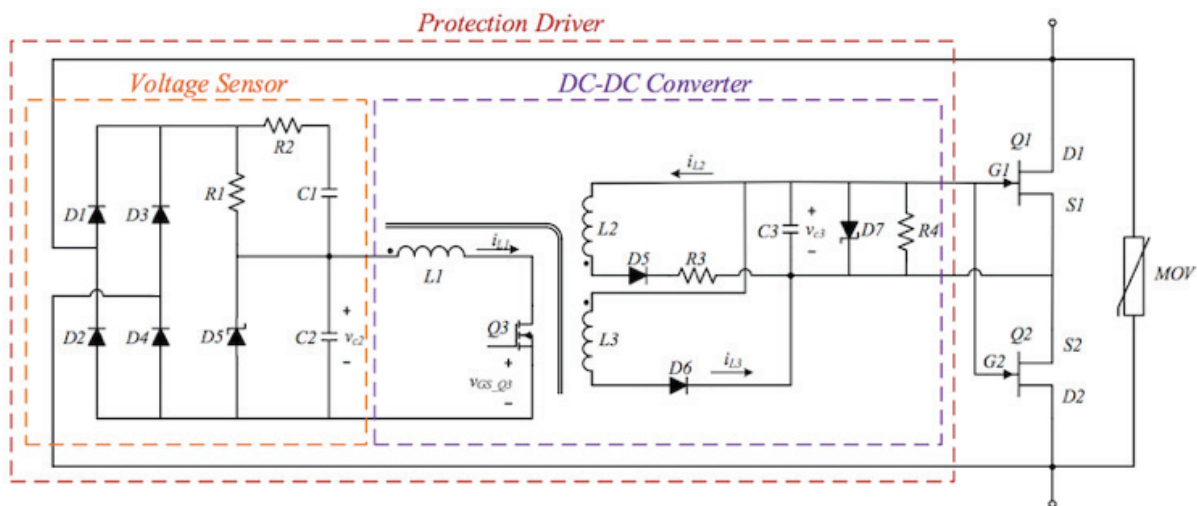 Protection Driver
Voltage Sensor
DC-DC Converter
R2
R1
C1
D1
D3
D2
D4
D5
C2
+
vc2
-
iL1
L1
Q3
+
vGS_Q3
-
iL2
L2
D5
R3
L3
D6
iL3
C3
+
vc3
-
D7
R4
Q1
G1
D1
S1
Q2
G2
S2
D2
MOV